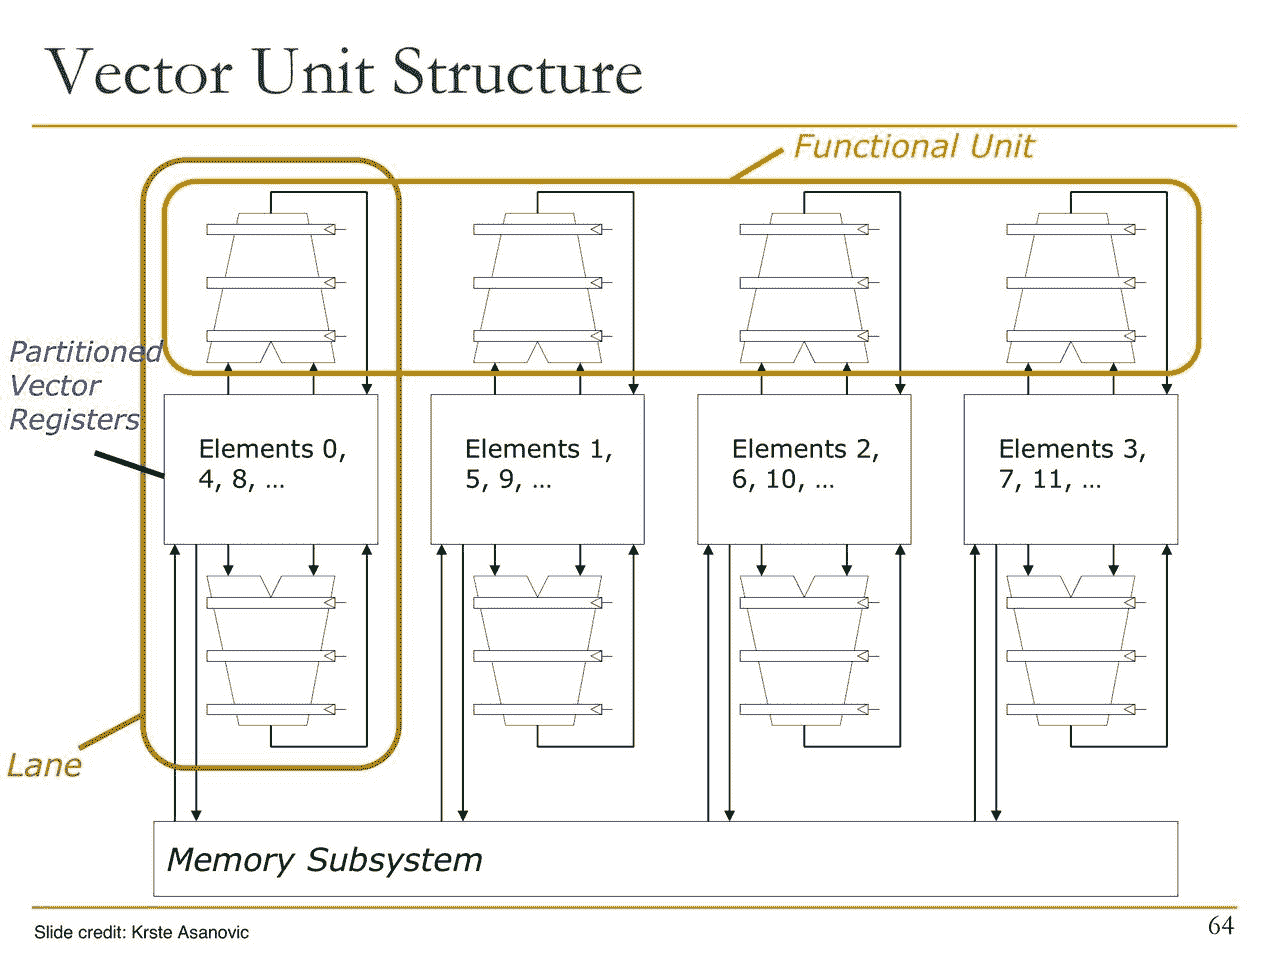 Vector Unit Structure
Functional Unit
Partitioned
Vector
Registers
Elements 0,
4, 8, …
Elements 1,
5, 9, …
Elements 2,
6, 10, …
Elements 3,
7, 11, …
Lane
Memory Subsystem
Slide credit: Krste Asanovic
64